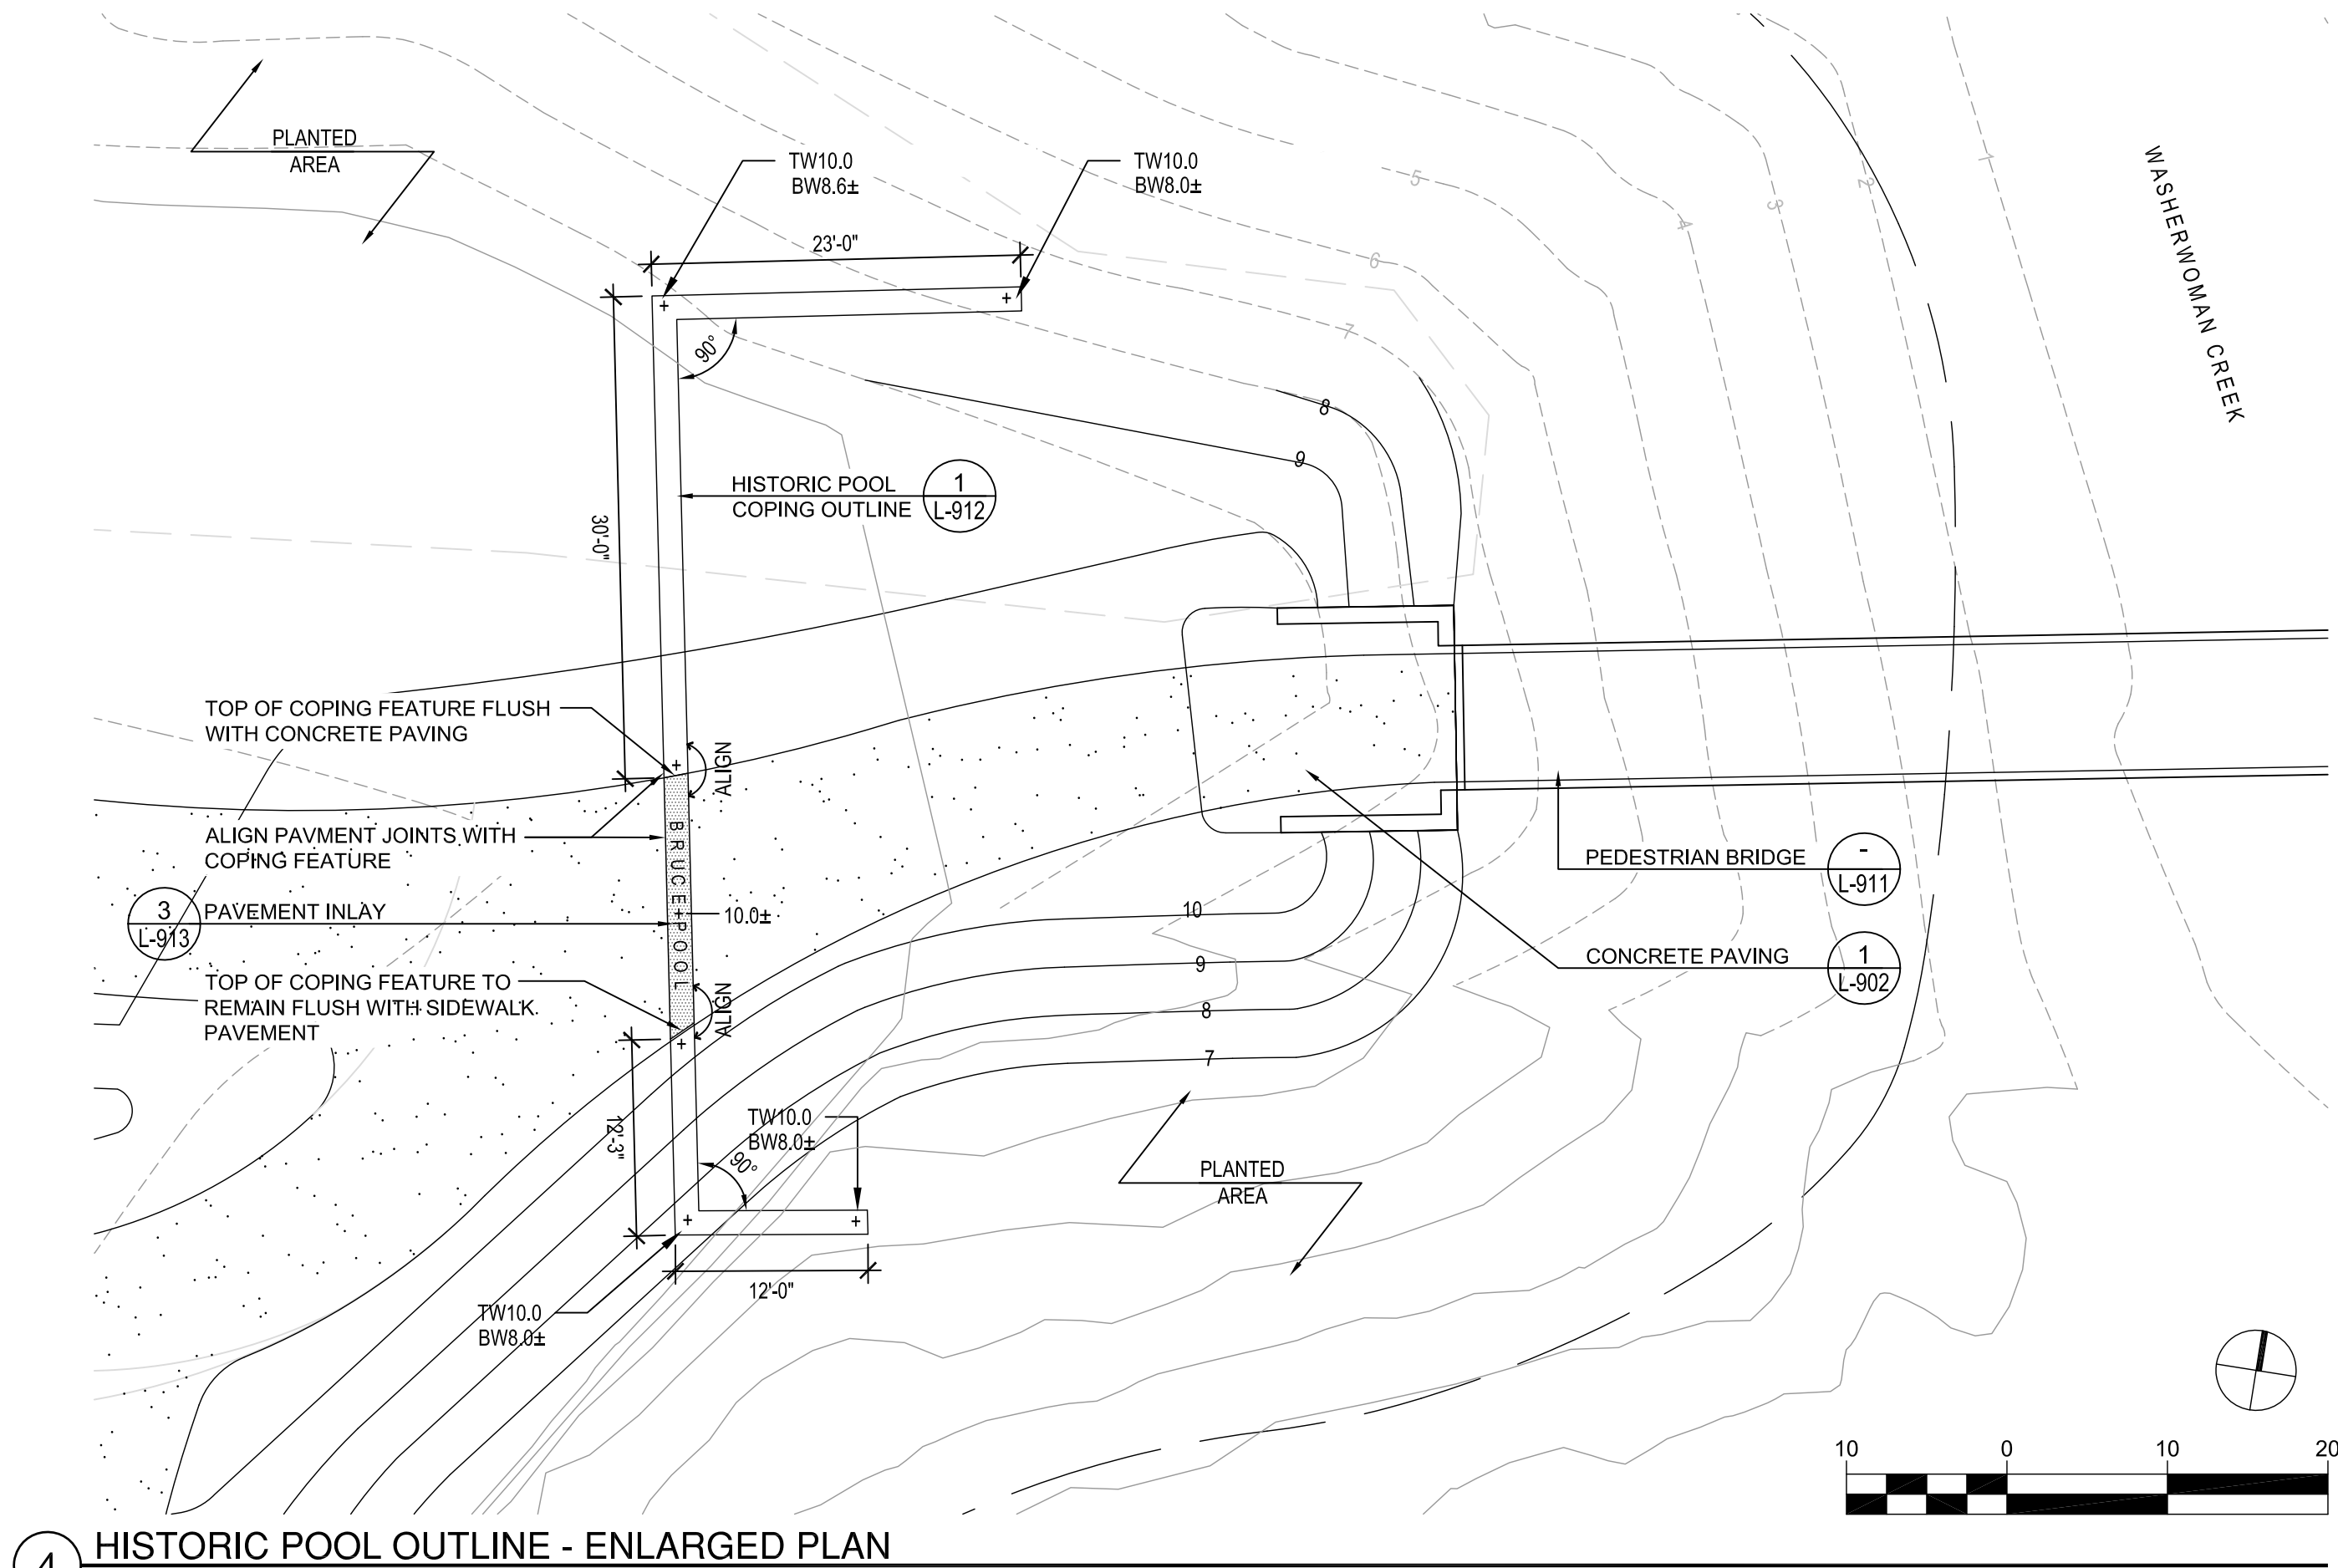 PLANTED
AREA
TW10.0
BW8.6±
TW10.0
BW8.0±
WASHERWOMAN CREEK
1
2
3
4
5
6
7
23'-0"
90°
8
9
HISTORIC POOL
COPING OUTLINE
1
L-912
30'-0"
TOP OF COPING FEATURE FLUSH
WITH CONCRETE PAVING
ALIGN
ALIGN PAVMENT JOINTS WITH
COPING FEATURE
BRUCE POOL
3
L-913
PAVEMENT INLAY
10.0±
PEDESTRIAN BRIDGE
-
L-911
10
9
8
7
CONCRETE PAVING
1
L-902
TOP OF COPING FEATURE TO
REMAIN FLUSH WITH SIDEWALK
PAVEMENT
ALIGN
12'-3"
TW10.0
BW8.0±
90°
PLANTED
AREA
12'-0"
TW10.0
BW8.0±
10 0 10 20
4
HISTORIC POOL OUTLINE - ENLARGED PLAN